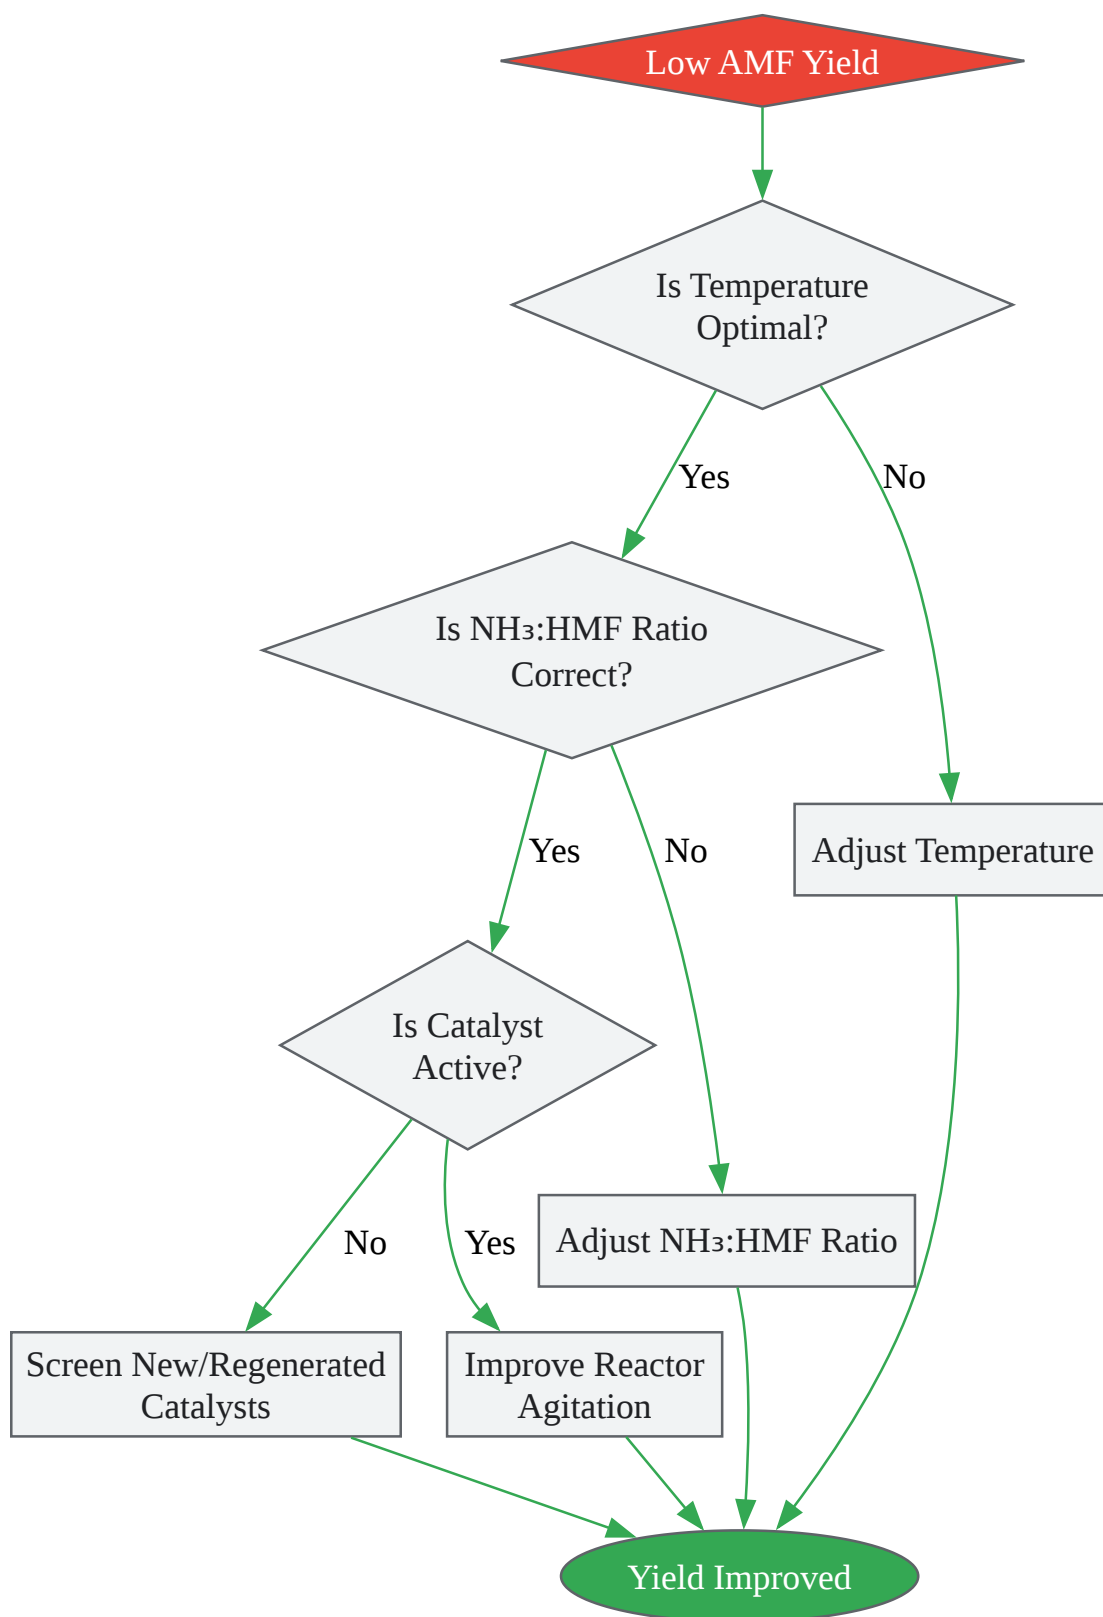 Low AMF Yield
Is Temperature
Optimal?
Yes
No
Is NH₃:HMF Ratio
Correct?
Yes
No
Adjust Temperature
Is Catalyst
Active?
No
Yes
Adjust NH₃:HMF Ratio
Screen New/Regenerated
Catalysts
Improve Reactor
Agitation
Yield Improved